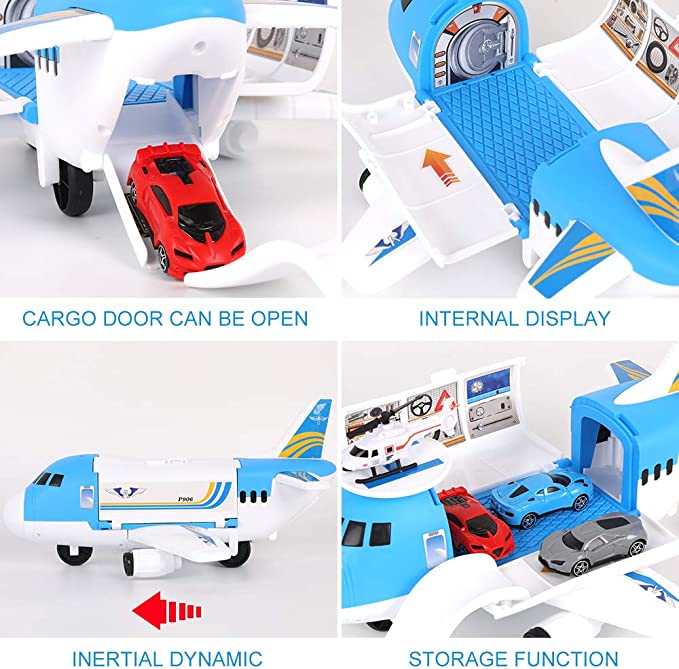 CARGO DOOR CAN BE OPEN
INTERNAL DISPLAY
P906
INERTIAL DYNAMIC
STORAGE FUNCTION